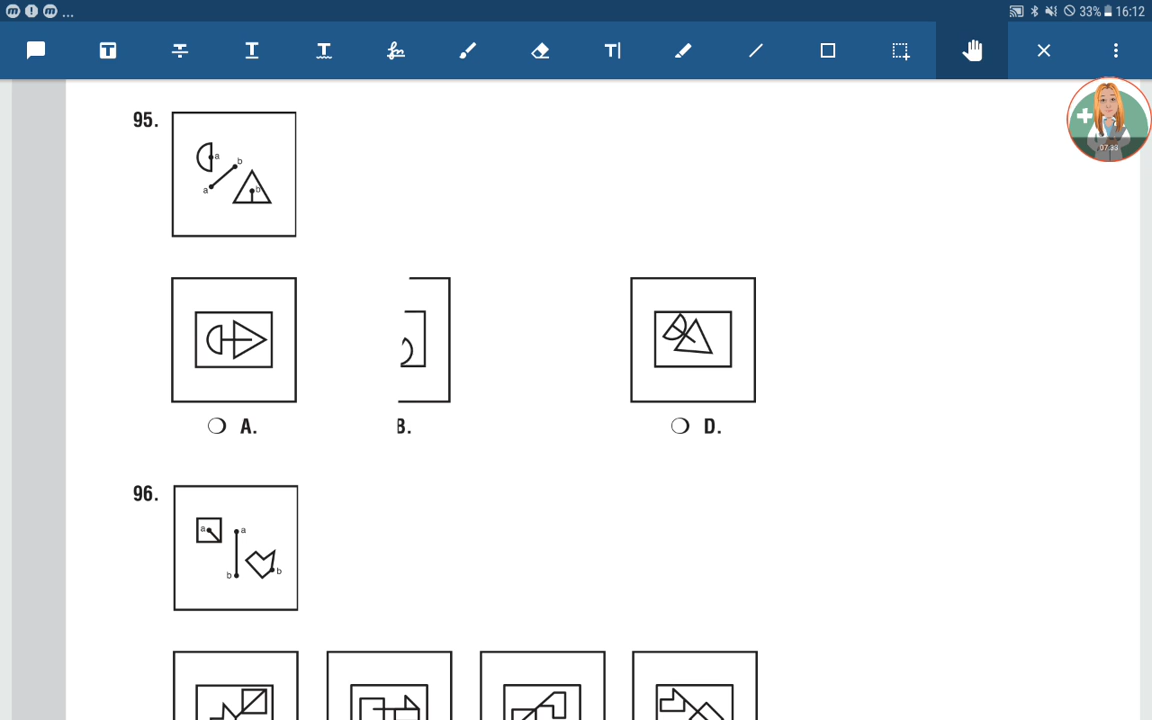 ... 33% 16:12
T T T T T|
07:33
95.
a b
a b
A. B. D.
96.
a a
b b